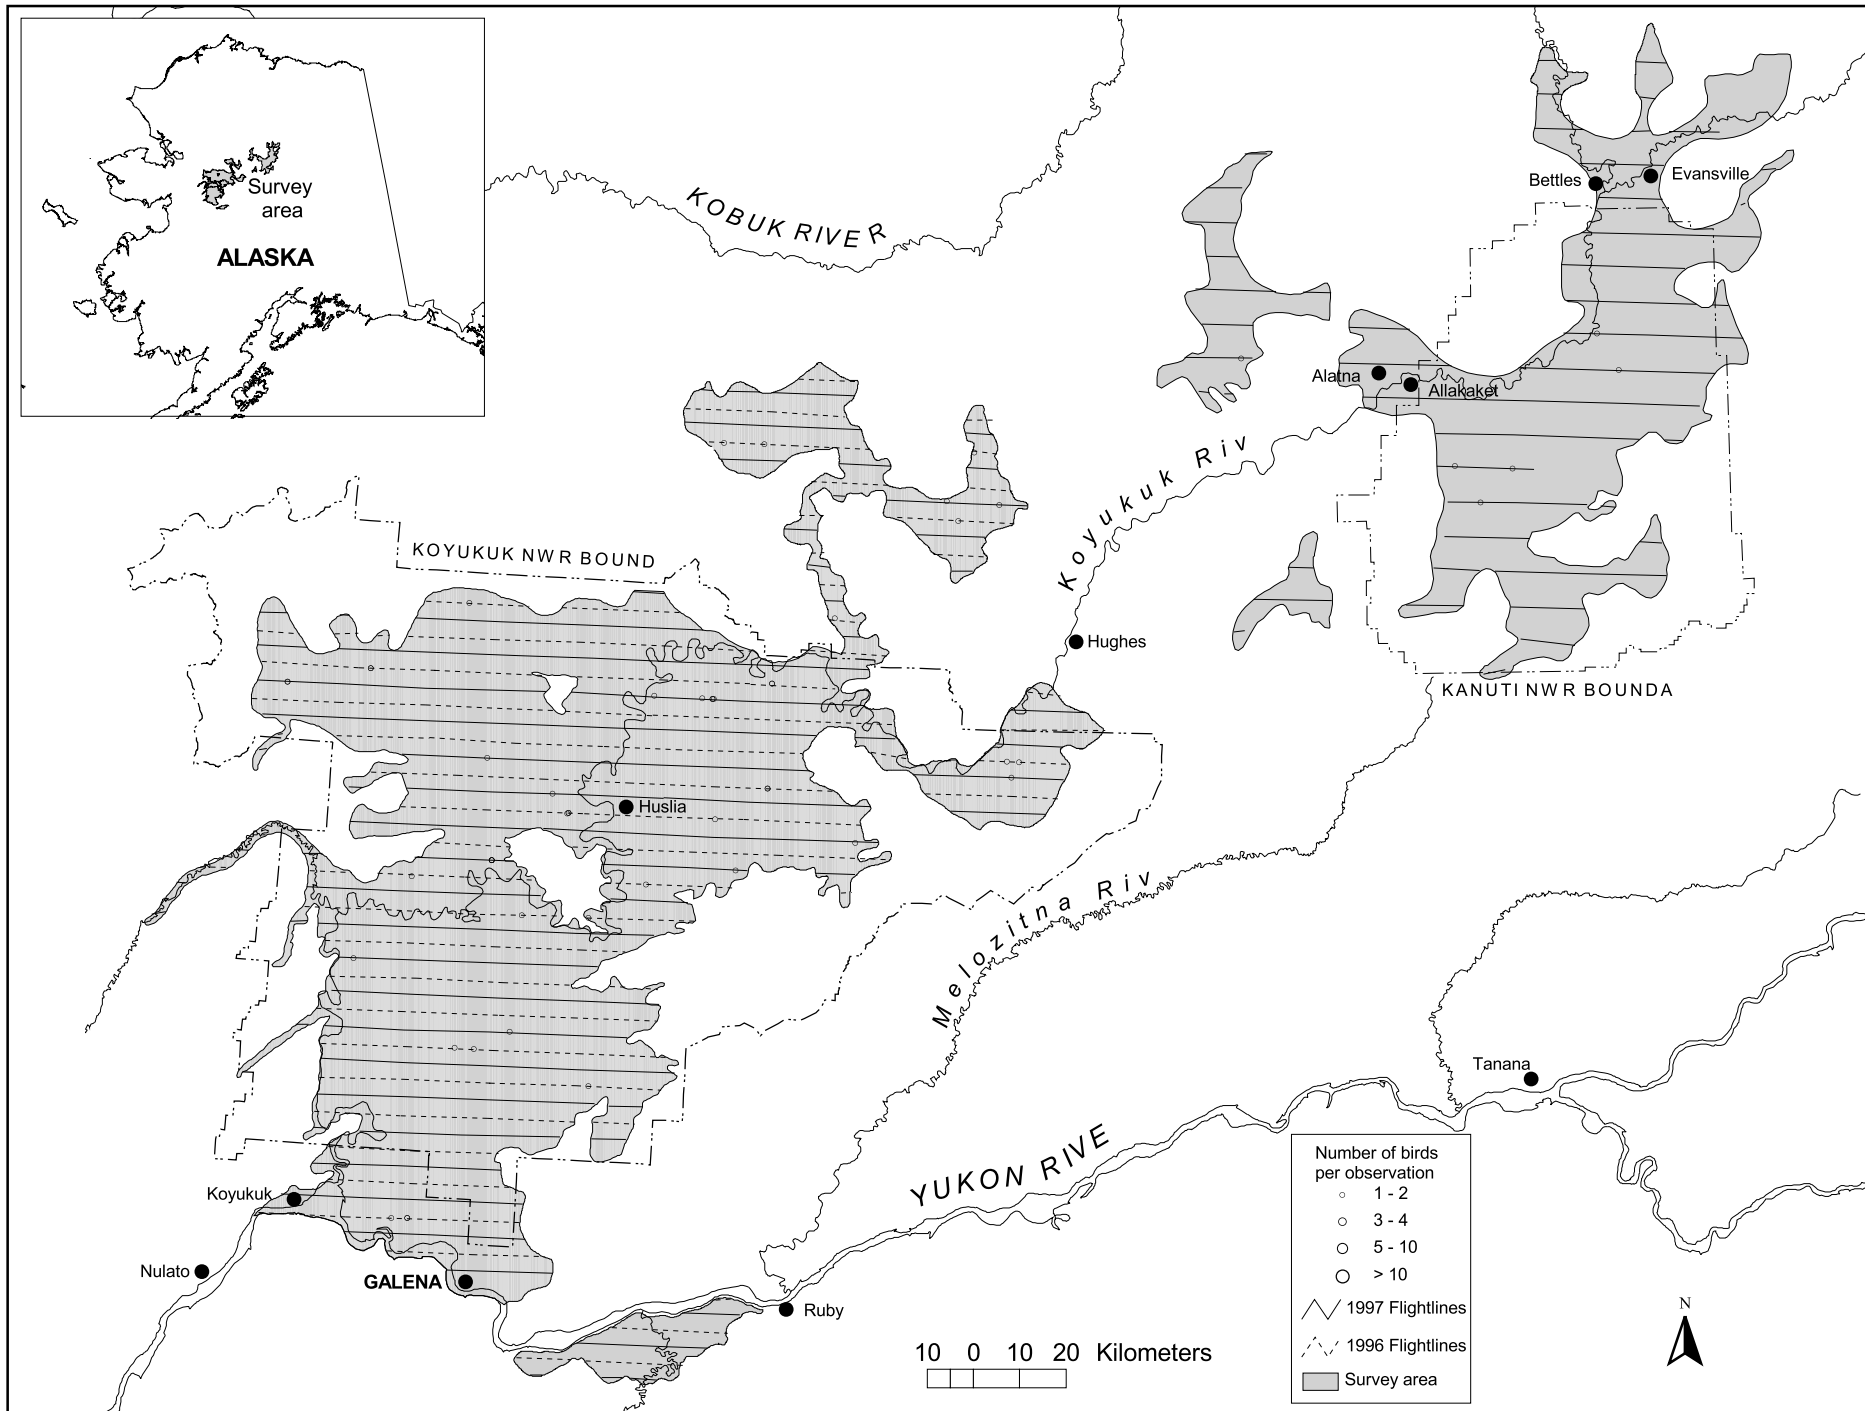 Survey
area
ALASKA
KOBUK RIVER
Bettles
Evansville
Alatna
Allakaket
Koyukuk Riv
KOYUKUK NWR BOUND
Hughes
KANUTI NWR BOUNDA
Huslia
Melozitna Riv
Tanana
YUKON RIVE
Koyukuk
Nulato
GALENA
Ruby
Number of birds
per observation
1 - 2
3 - 4
5 - 10
> 10
1997 Flightlines
1996 Flightlines
Survey area
10 0 10 20 Kilometers
N